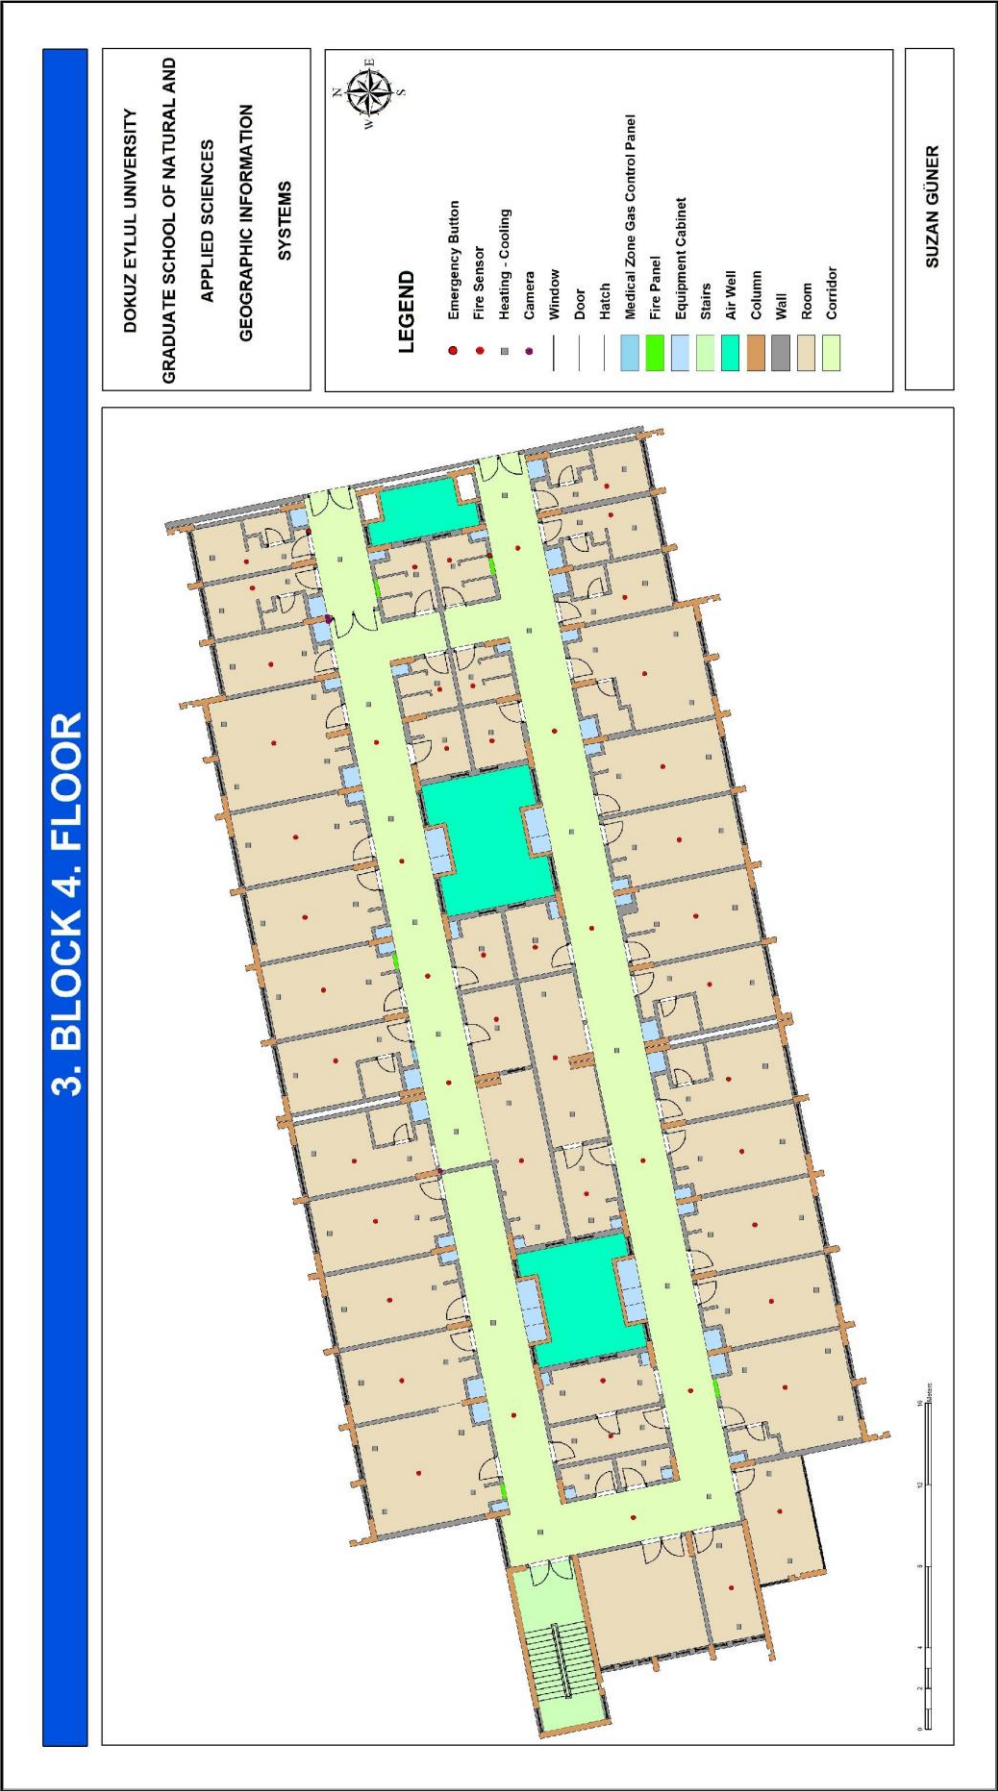 3. BLOCK 4. FLOOR
DOKUZ EYLUL UNIVERSITY
GRADUATE SCHOOL OF NATURAL AND
APPLIED SCIENCES
GEOGRAPHIC INFORMATION
SYSTEMS
N
E
S
W
LEGEND
Emergency Button
Fire Sensor
Heating - Cooling
Camera
Window
Door
Hatch
Medical Zone Gas Control Panel
Fire Panel
Equipment Cabinet
Stairs
Air Well
Column
Wall
Room
Corridor
SUZAN GÜNER
0 2 4 8 12 16
Meters